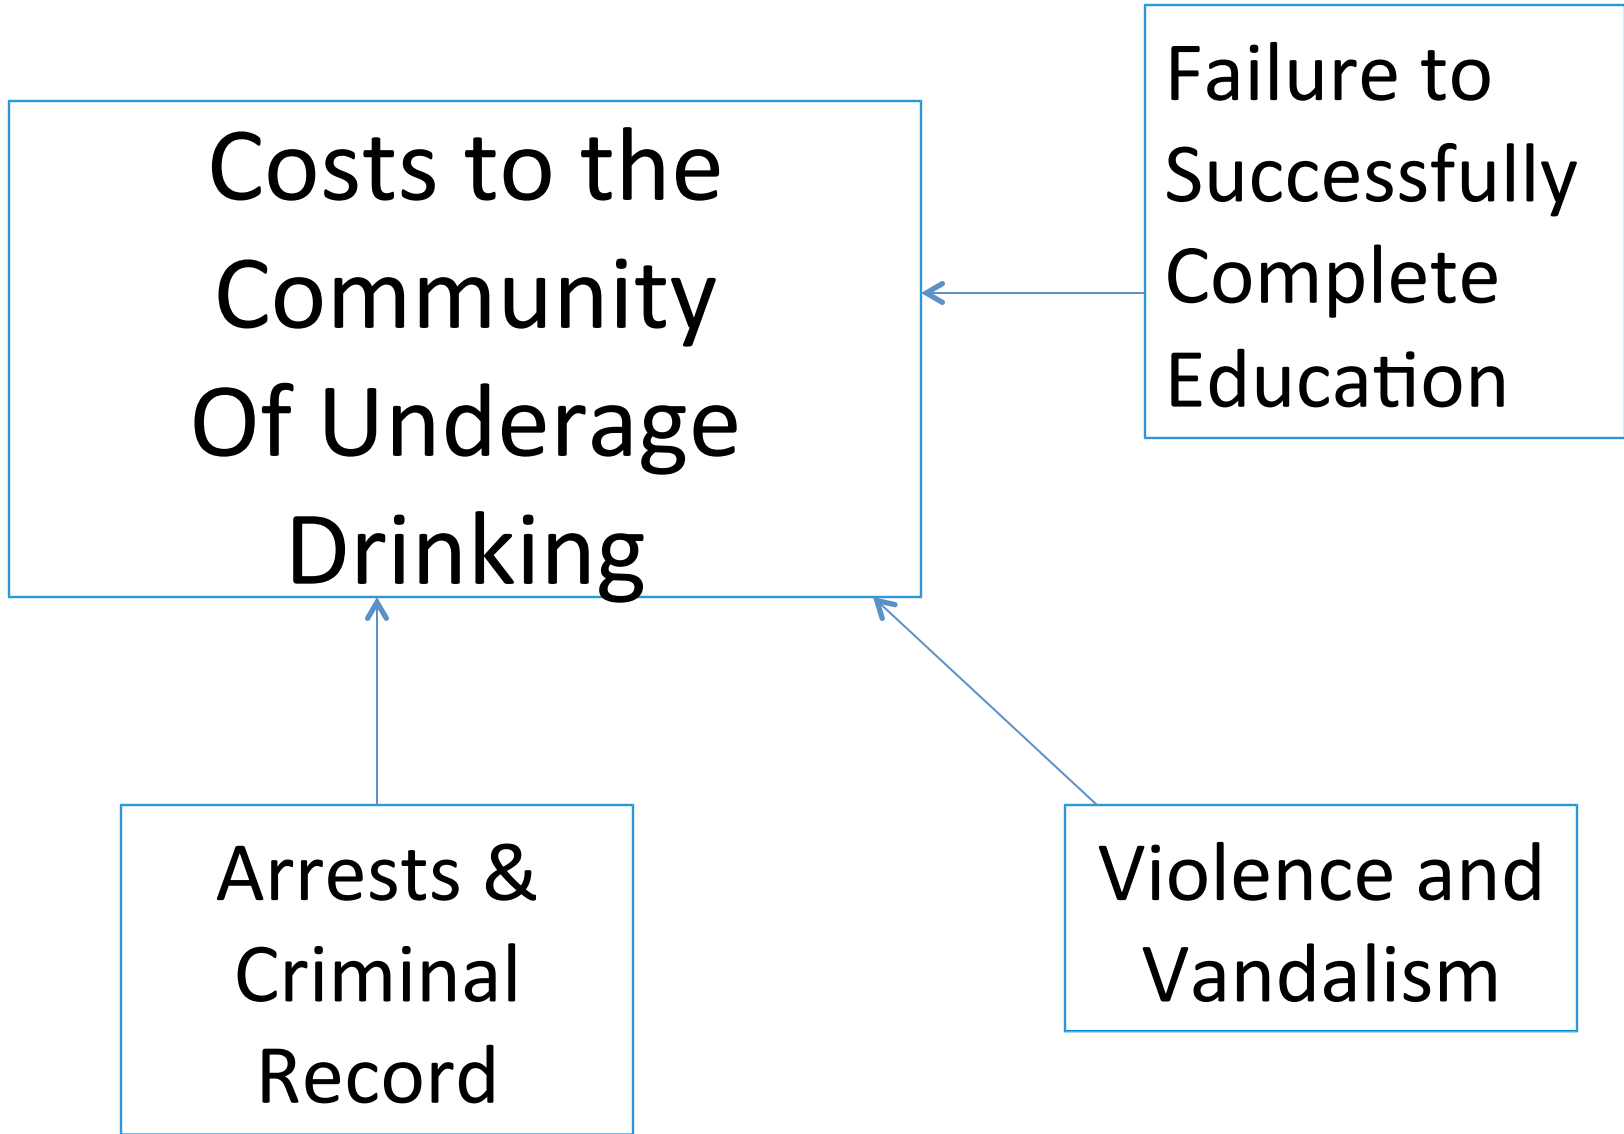 Costs to the
Community
Of Underage
Drinking
Failure to
Successfully
Complete
Education
Arrests &
Criminal
Record
Violence and
Vandalism